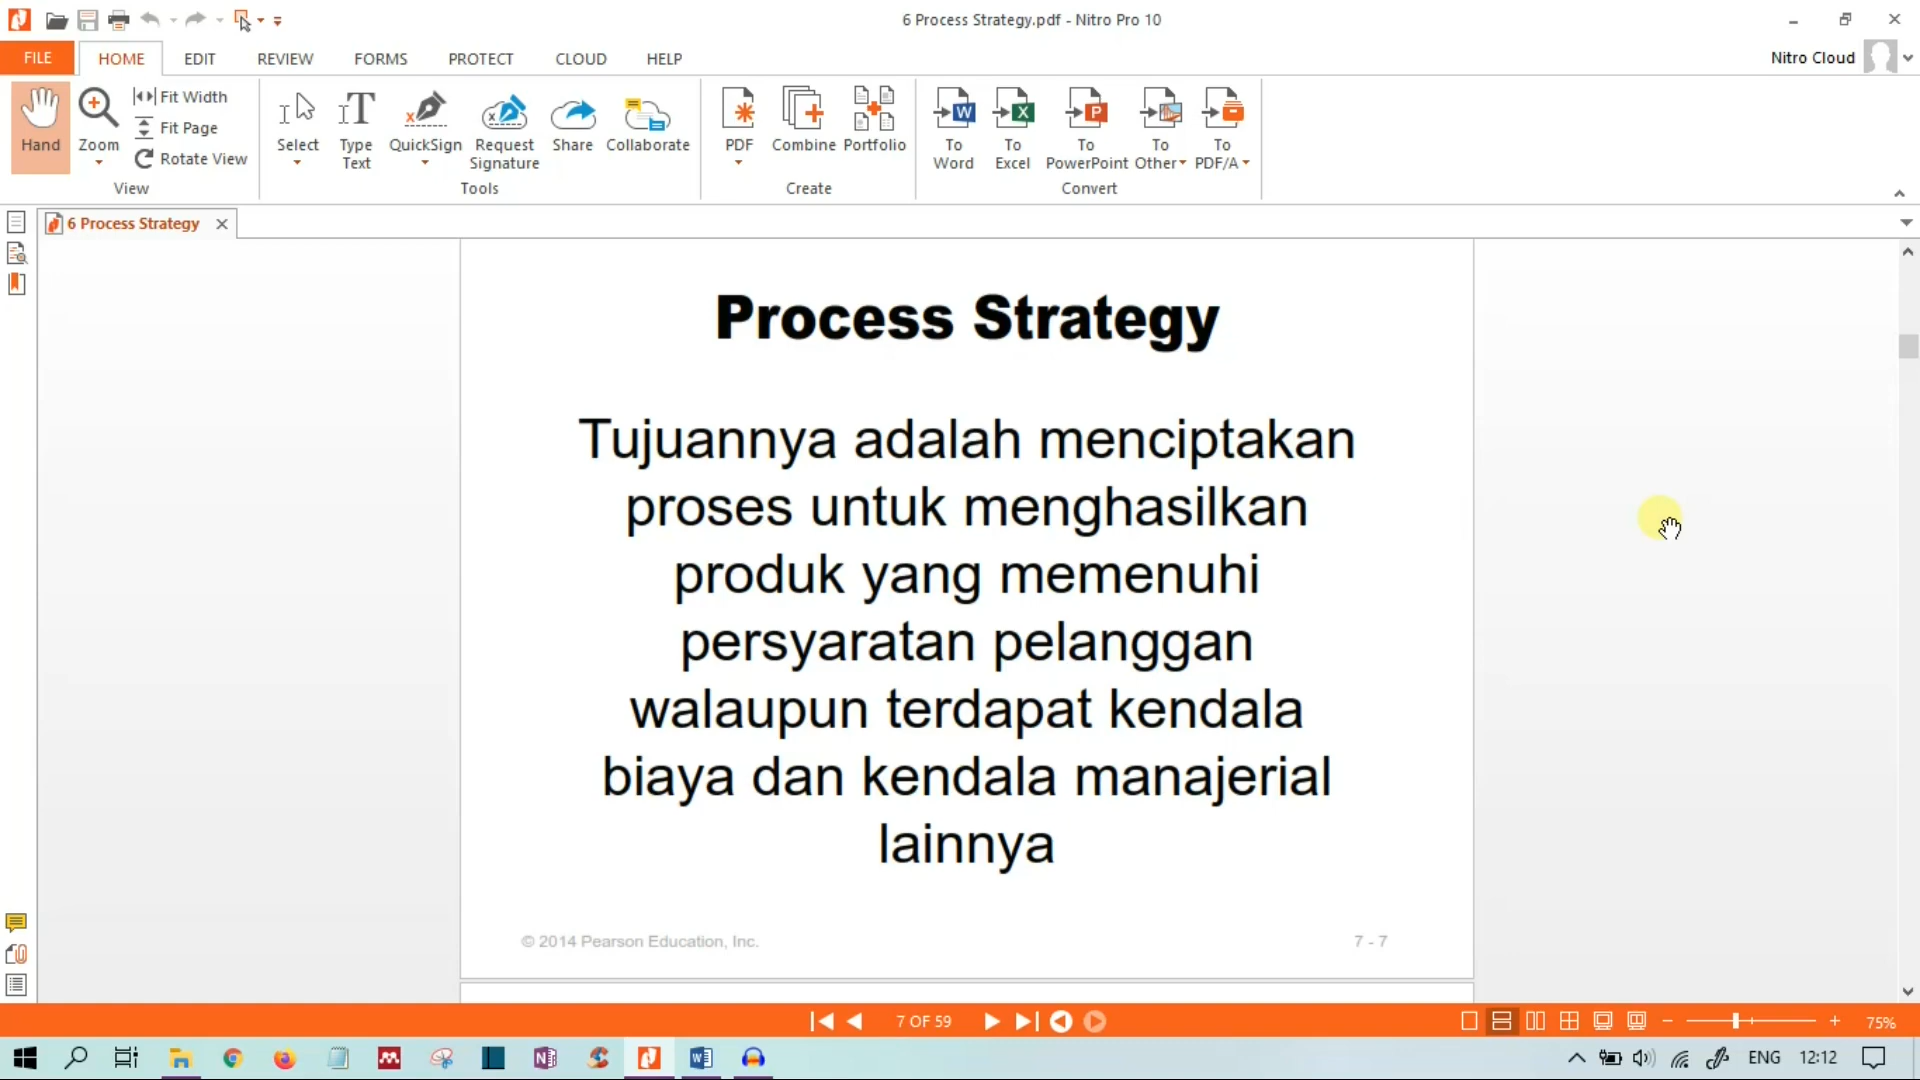 6 Process Strategy.pdf - Nitro Pro 10
FILE HOME EDIT REVIEW FORMS PROTECT CLOUD HELP
Nitro Cloud
Hand
Zoom
Fit Width
Fit Page
Rotate View
View
Select
Type Text
QuickSign
Request Signature
Share
Collaborate
Tools
PDF
Combine
Portfolio
Create
To Word
To Excel
To PowerPoint
To Other
To PDF/A
Convert
6 Process Strategy
Process Strategy
Tujuannya adalah menciptakan
proses untuk menghasilkan
produk yang memenuhi
persyaratan pelanggan
walaupun terdapat kendala
biaya dan kendala manajerial
lainnya
© 2014 Pearson Education, Inc.
7 - 7
7 OF 59
75%
ENG
12:12